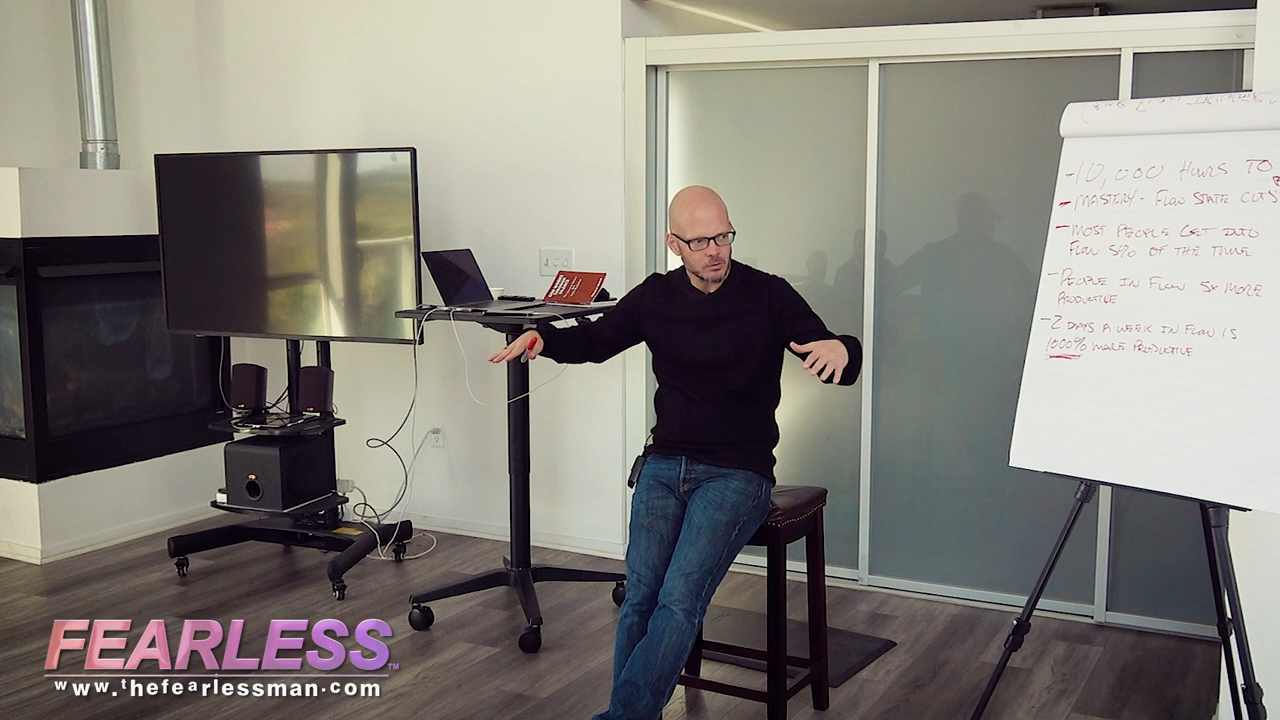 - 10,000 HOURS TO
- MASTERY - FLOW STATE CUTS
- MOST PEOPLE GET INTO
FLOW 5% OF THE TIME
- PEOPLE IN FLOW 5X MORE
PRODUCTIVE
- 2 DAYS A WEEK IN FLOW IS
1000% MORE PRODUCTIVE
FEARLESS™
www.thefearlessman.com